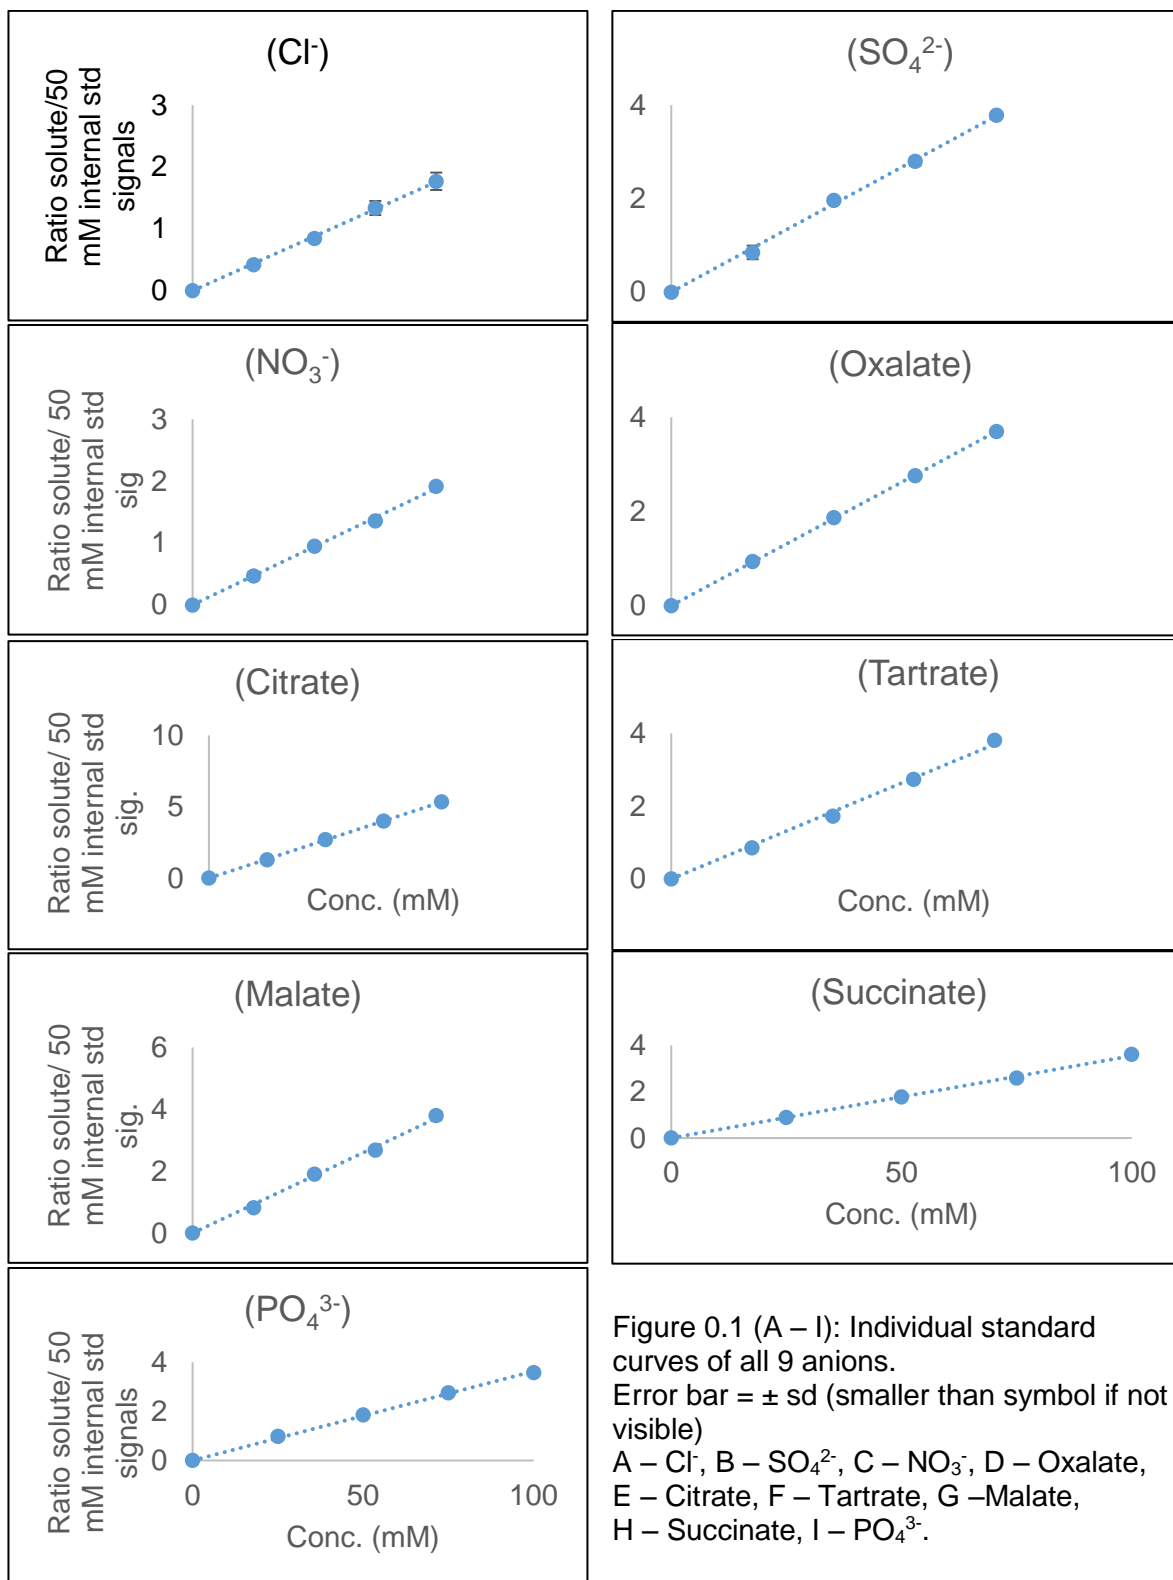 (Cl⁻)
Ratio solute/50
mM internal std
signals
3
2
1
0
(SO₄²⁻)
4
2
0
(NO₃⁻)
Ratio solute/ 50
mM internal std
sig
3
2
1
0
(Oxalate)
4
2
0
(Citrate)
Ratio solute/ 50
mM internal std
sig.
10
5
0
Conc. (mM)
(Tartrate)
4
2
0
Conc. (mM)
(Malate)
Ratio solute/ 50
mM internal std
sig.
6
4
2
0
(Succinate)
4
2
0
0 50 100
Conc. (mM)
(PO₄³⁻)
Ratio solute/ 50
mM internal std
signals
4
2
0
0 50 100
Conc. (mM)
Figure 0.1 (A – I): Individual standard
curves of all 9 anions.
Error bar = ± sd (smaller than symbol if not
visible)
A – Cl⁻, B – SO₄²⁻, C – NO₃⁻, D – Oxalate,
E – Citrate, F – Tartrate, G –Malate,
H – Succinate, I – PO₄³⁻.